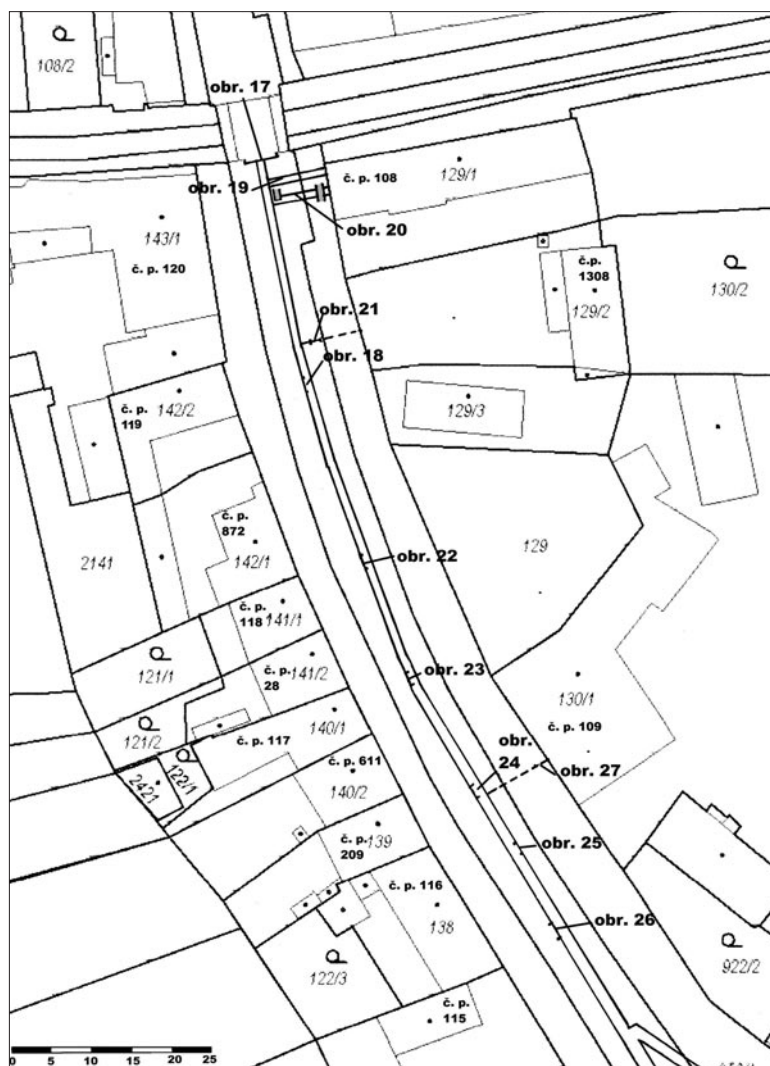 108/2
obr. 17
obr. 19
č. p. 108
129/1
obr. 20
143/1
č. p. 120
č.p.
1308
129/2
130/2
obr. 21
obr. 18
142/2
č. p.
119
129/3
č. p.
872
142/1
2141
obr. 22
129
č. p.
118
141/1
121/1
č. p.
28
141/2
obr. 23
130/1
č. p. 109
121/2
č. p. 117
140/1
122/1
2421
č. p. 611
140/2
obr.
24
obr. 27
139
č. p.
209
obr. 25
č. p. 116
138
obr. 26
122/3
922/2
č. p.
115
0 5 10 15 20 25